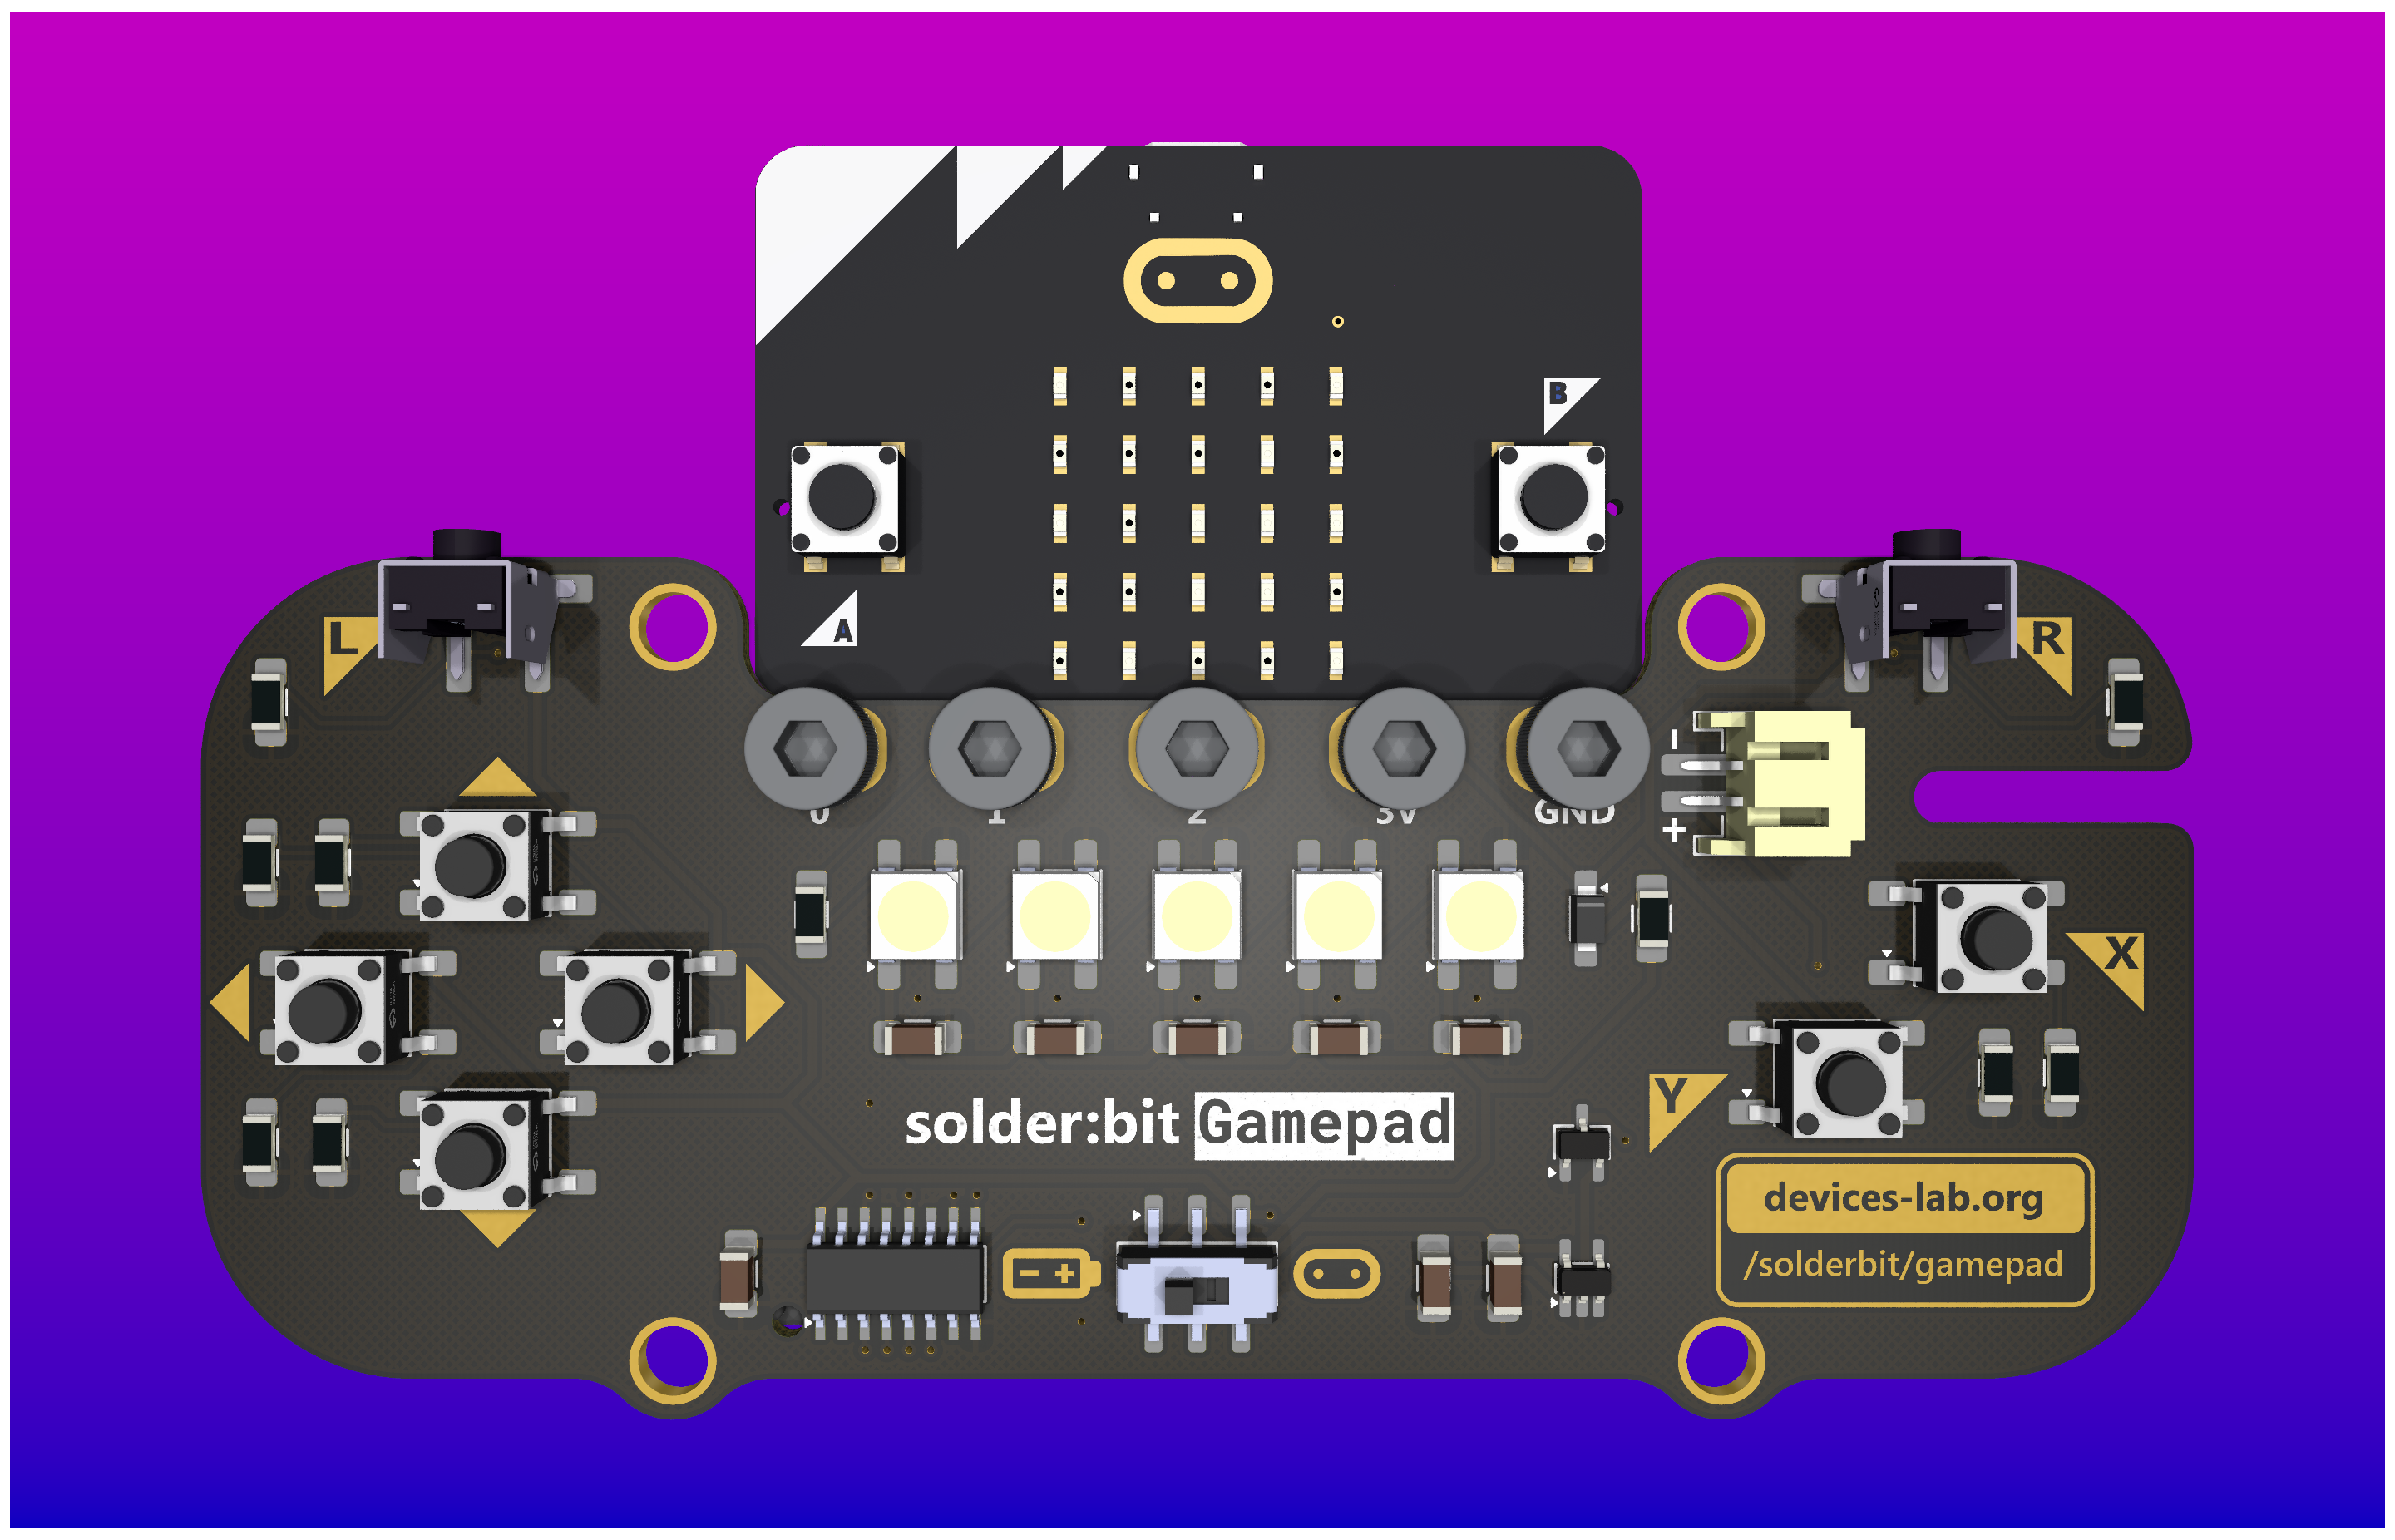 B
A
L
R
-
+
0 1 2 3V GND
X
Y
solder:bit Gamepad
- +
devices-lab.org
/solderbit/gamepad